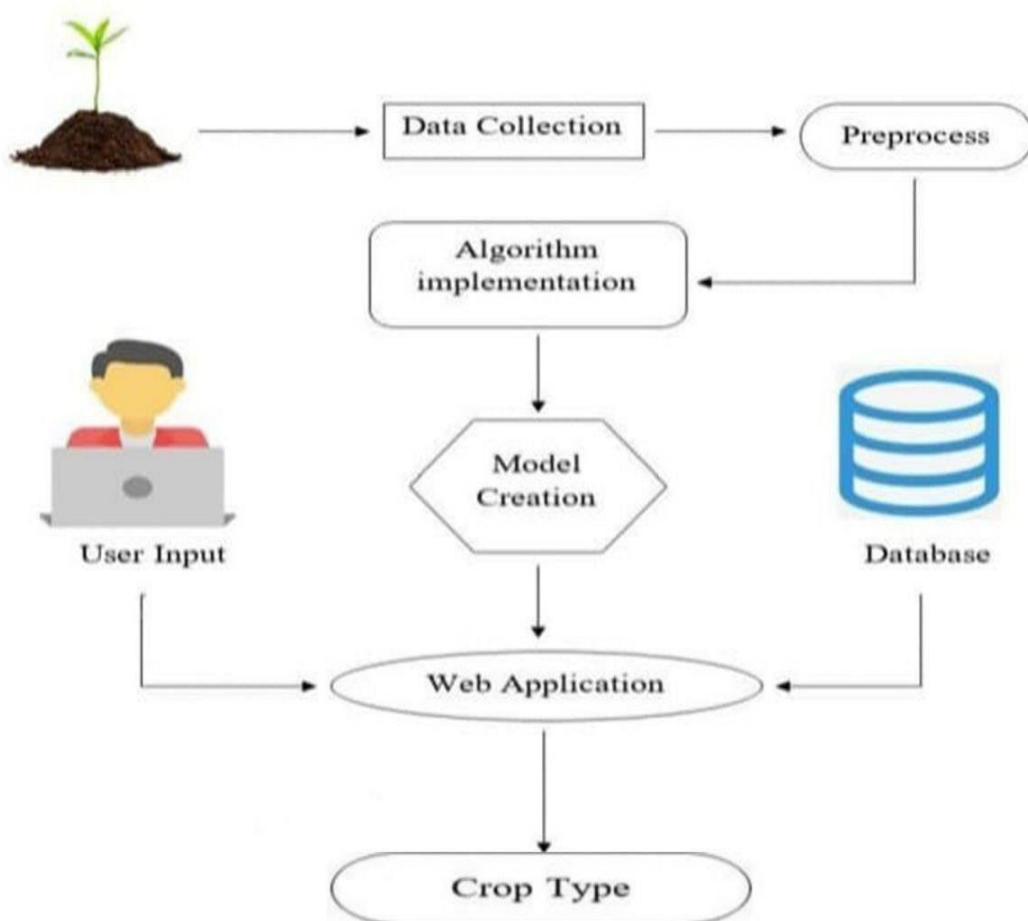 Data Collection
Preprocess
Algorithm
implementation
Model
Creation
User Input
Database
Web Application
Crop Type